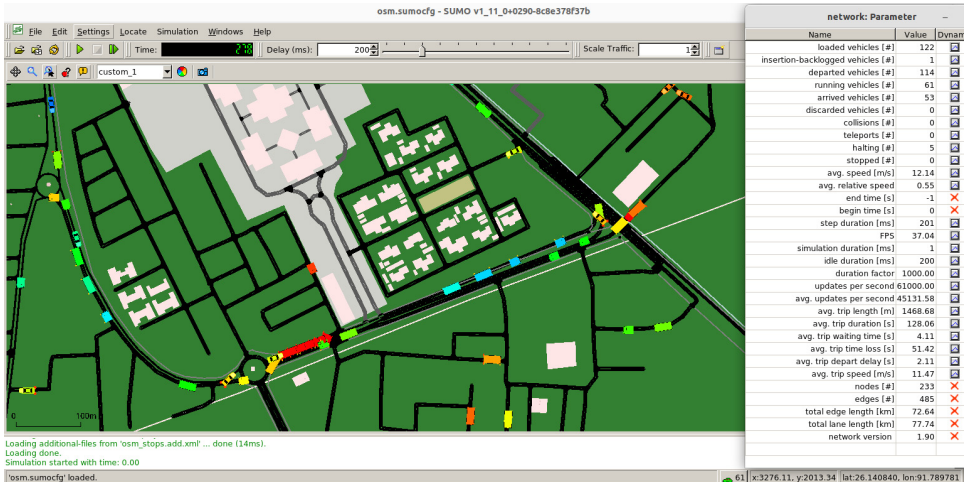 osm.sumocfg - SUMO v1_11_0+0290-8c8e378f37b
File Edit Settings Locate Simulation Windows Help
Time: 278 Delay (ms): 200 Scale Traffic: 1
custom_1
0 100m
Loading additional-files from 'osm_stops.add.xml' ... done (14ms).
Loading done.
Simulation started with time: 0.00
'osm.sumocfg' loaded.
61 x:3276.11, y:2013.34 lat:26.140840, lon:91.789781
network: Parameter
Name Value Dynam
loaded vehicles [#] 122
insertion-backlogged vehicles [#] 1
departed vehicles [#] 114
running vehicles [#] 61
arrived vehicles [#] 53
discarded vehicles [#] 0
collisions [#] 0
teleports [#] 0
halting [#] 5
stopped [#] 0
avg. speed [m/s] 12.14
avg. relative speed 0.55
end time [s] -1
begin time [s] 0
step duration [ms] 201
FPS 37.04
simulation duration [ms] 1
idle duration [ms] 200
duration factor 1000.00
updates per second 61000.00
avg. updates per second 45131.58
avg. trip length [m] 1468.68
avg. trip duration [s] 128.06
avg. trip waiting time [s] 4.11
avg. trip time loss [s] 51.42
avg. trip depart delay [s] 2.11
avg. trip speed [m/s] 11.47
nodes [#] 233
edges [#] 485
total edge length [km] 72.64
total lane length [km] 77.74
network version 1.90